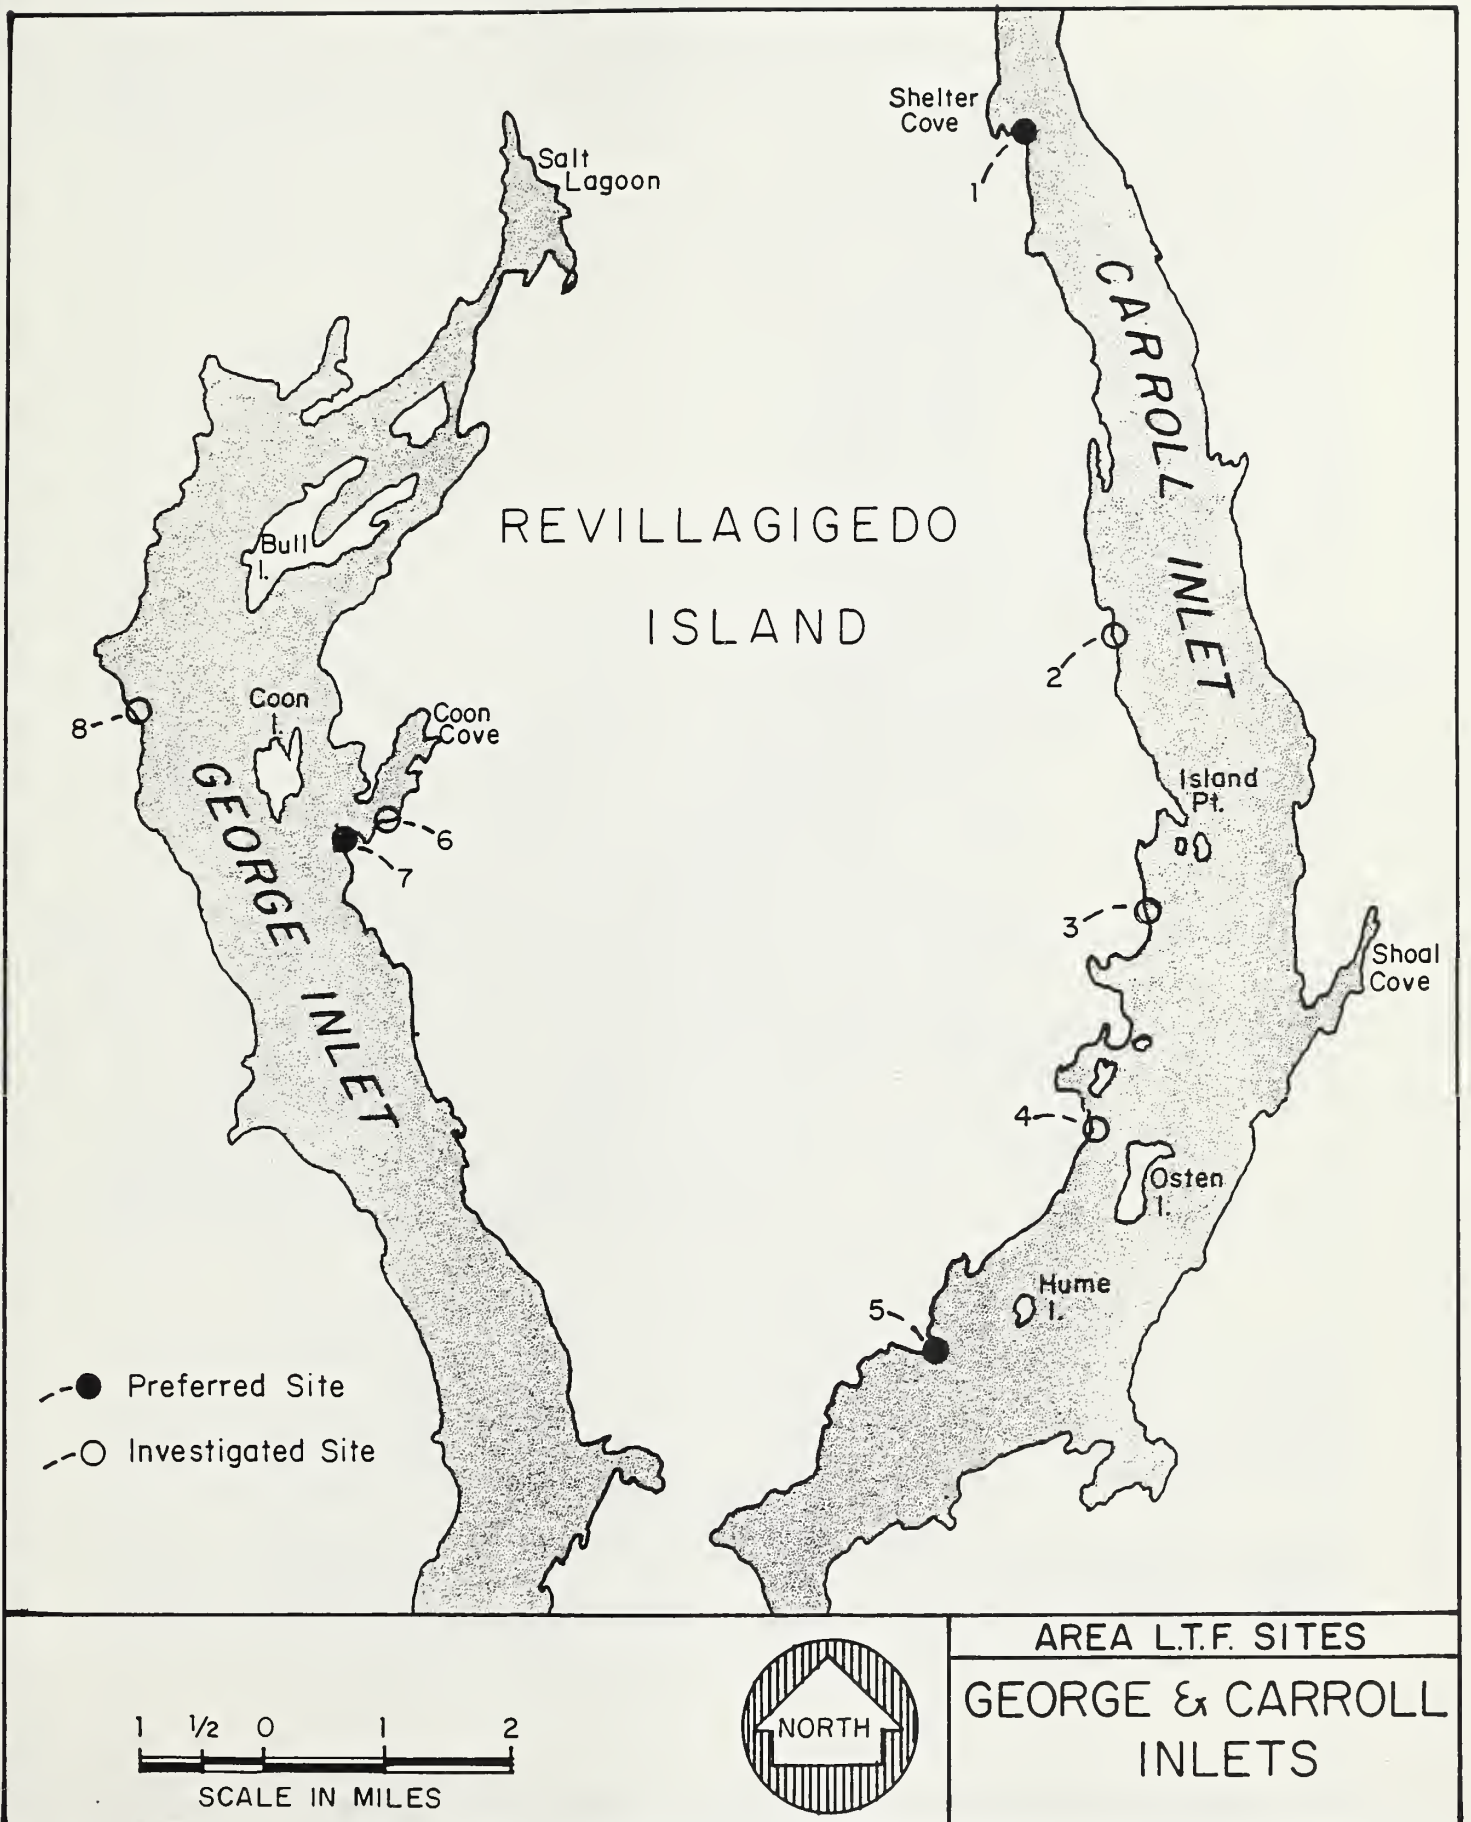 Shelter
Cove
1
Salt
Lagoon
CARROLL INLET
REVILLAGIGEDO
ISLAND
Bull
I.
2
Coon
I.
Coon
Cove
8
GEORGE INLET
6
7
Island
Pt.
3
Shoal
Cove
4
Osten
I.
Hume
I.
5
Preferred Site
Investigated Site
AREA L.T.F. SITES
GEORGE & CARROLL
INLETS
NORTH
1 1/2 0 1 2
SCALE IN MILES